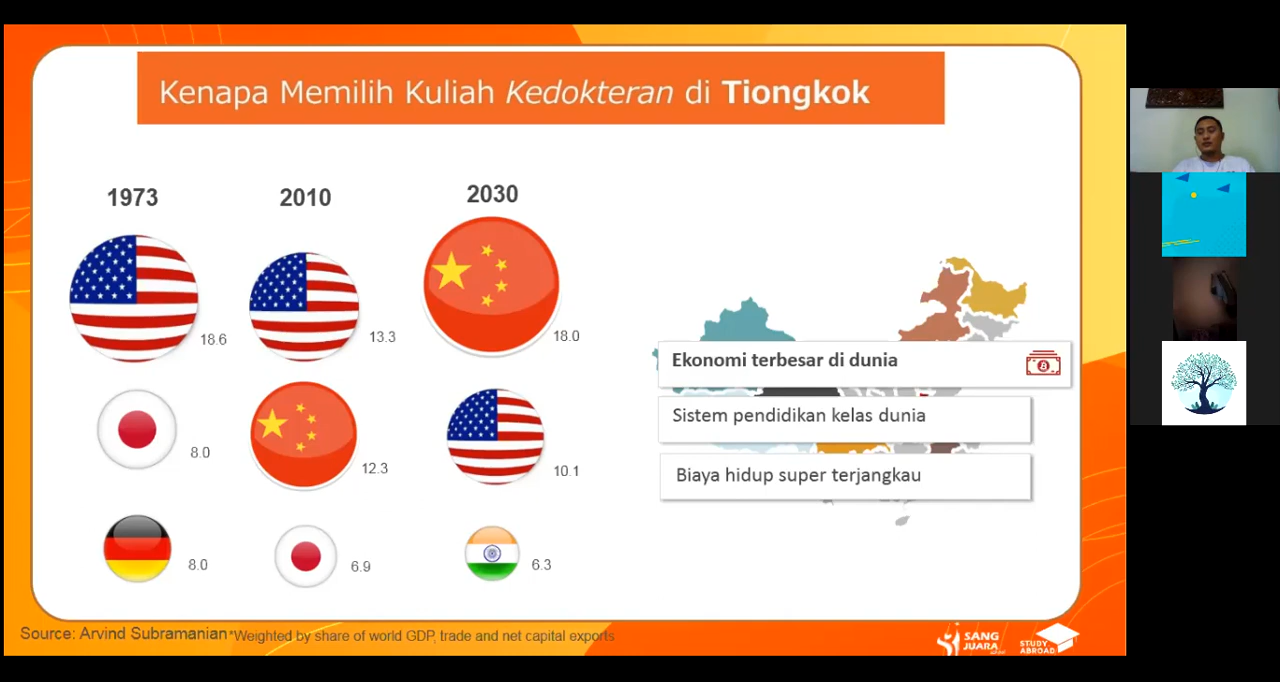 Kenapa Memilih Kuliah Kedokteran di Tiongkok
1973
2010
2030
18.6
13.3
18.0
8.0
12.3
10.1
8.0
6.9
6.3
Ekonomi terbesar di dunia
Sistem pendidikan kelas dunia
Biaya hidup super terjangkau
Source: Arvind Subramanian*Weighted by share of world GDP, trade and net capital exports
SANG
JUARA
STUDY
ABROAD